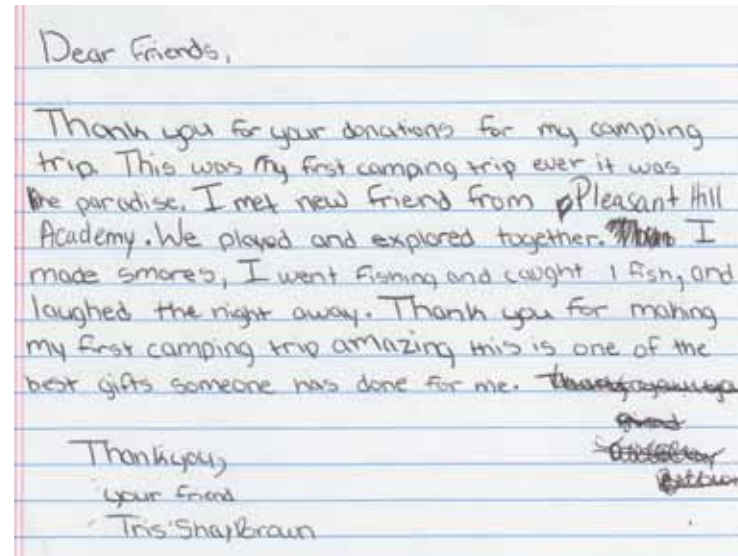 Dear Friends,
Thank you for your donations for my camping
trip. This was my first camping trip ever it was
paradise. I met new friend from Pleasant Hill
Academy. We played and explored together. I
made smores, I went fishing and caught 1 fish, and
laughed the night away. Thank you for making
my first camping trip amazing this is one of the
best gifts someone has done for me.
Thankyou,
your friend
Tris'Shay Braun